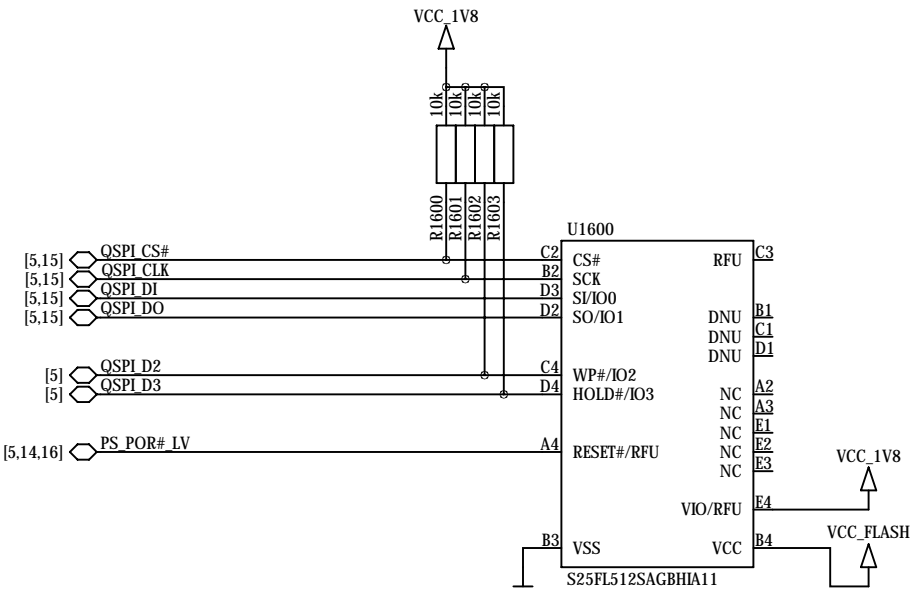 VCC_1V8
10k
10k
10k
10k
R1600
R1601
R1602
R1603
U1600
[5,15] QSPI_CS# C2 CS# RFU C3
[5,15] QSPI_CLK B2 SCK
[5,15] QSPI_DI D3 SI/IO0
[5,15] QSPI_DO D2 SO/IO1 DNU B1
DNU C1
DNU D1
[5] QSPI_D2 C4 WP#/IO2
[5] QSPI_D3 D4 HOLD#/IO3 NC A2
NC A3
NC E1
[5,14,16] PS_POR#_LV A4 RESET#/RFU NC E2
NC E3
VCC_1V8
VIO/RFU E4
VCC_FLASH
B3 VSS VCC B4
S25FL512SAGBHIA11